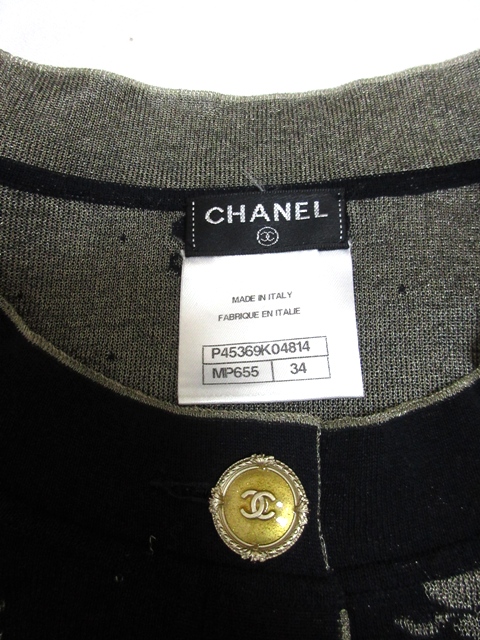 CHANEL
MADE IN ITALY
FABRIQUE EN ITALIE
P45369K04814
MP655 34